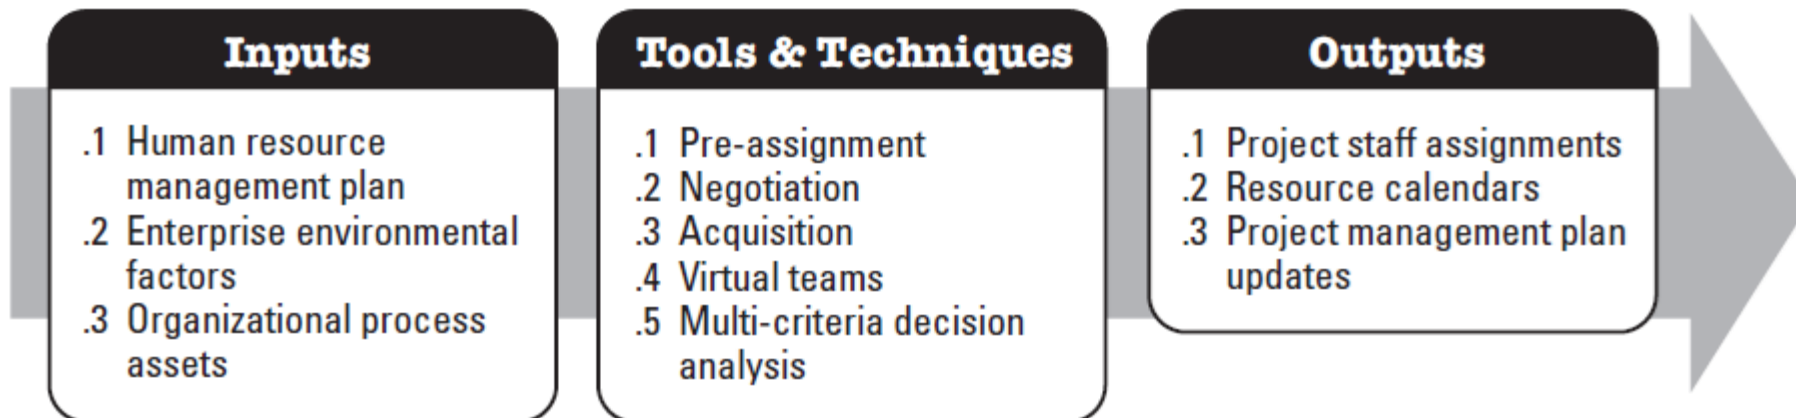 Inputs
.1 Human resource
management plan
.2 Enterprise environmental
factors
.3 Organizational process
assets
Tools & Techniques
.1 Pre-assignment
.2 Negotiation
.3 Acquisition
.4 Virtual teams
.5 Multi-criteria decision
analysis
Outputs
.1 Project staff assignments
.2 Resource calendars
.3 Project management plan
updates